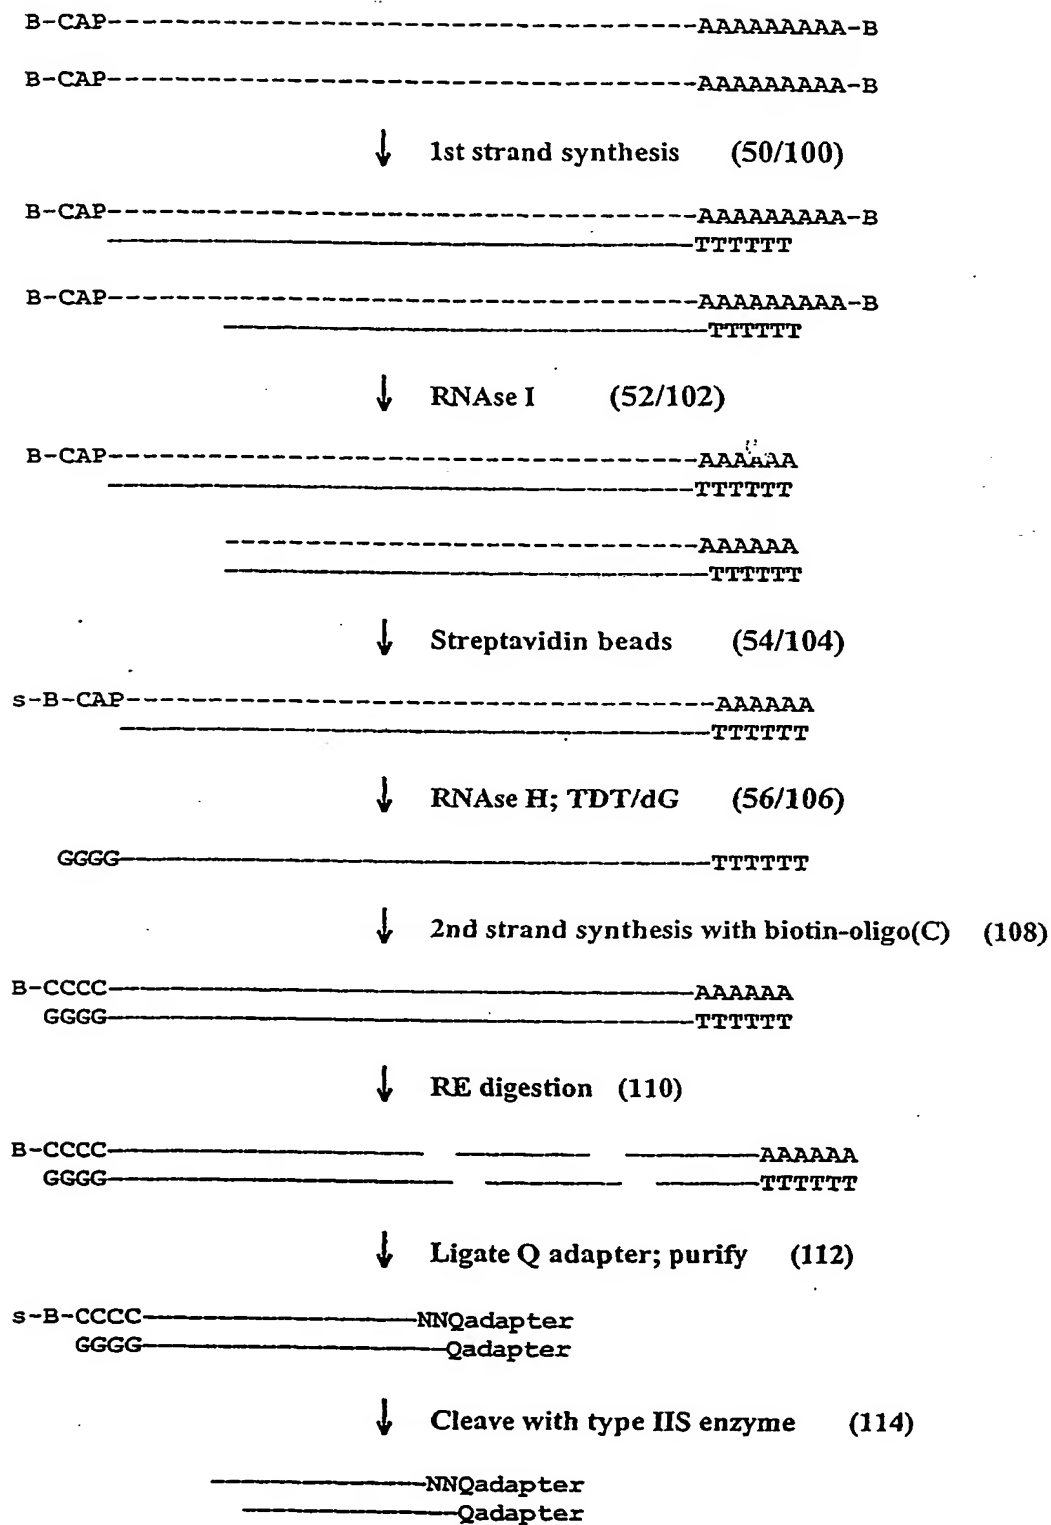 B-CAP------------------------------------AAAAAAAAA-B
B-CAP------------------------------------AAAAAAAAA-B
↓ 1st strand synthesis (50/100)
B-CAP------------------------------------AAAAAAAAA-B
TTTTTT
B-CAP------------------------------------AAAAAAAAA-B
TTTTTT
↓ RNAse I (52/102)
B-CAP------------------------------------AAAAAA
TTTTTT
AAAAAA
TTTTTT
↓ Streptavidin beads (54/104)
s-B-CAP------------------------------------AAAAAA
TTTTTT
↓ RNAse H; TDT/dG (56/106)
GGGG TTTTTT
↓ 2nd strand synthesis with biotin-oligo(C) (108)
B-CCCC AAAAAA
GGGG TTTTTT
↓ RE digestion (110)
B-CCCC AAAAAA
GGGG TTTTTT
↓ Ligate Q adapter; purify (112)
s-B-CCCC NNQadapter
GGGG Qadapter
↓ Cleave with type IIS enzyme (114)
NNQadapter
Qadapter